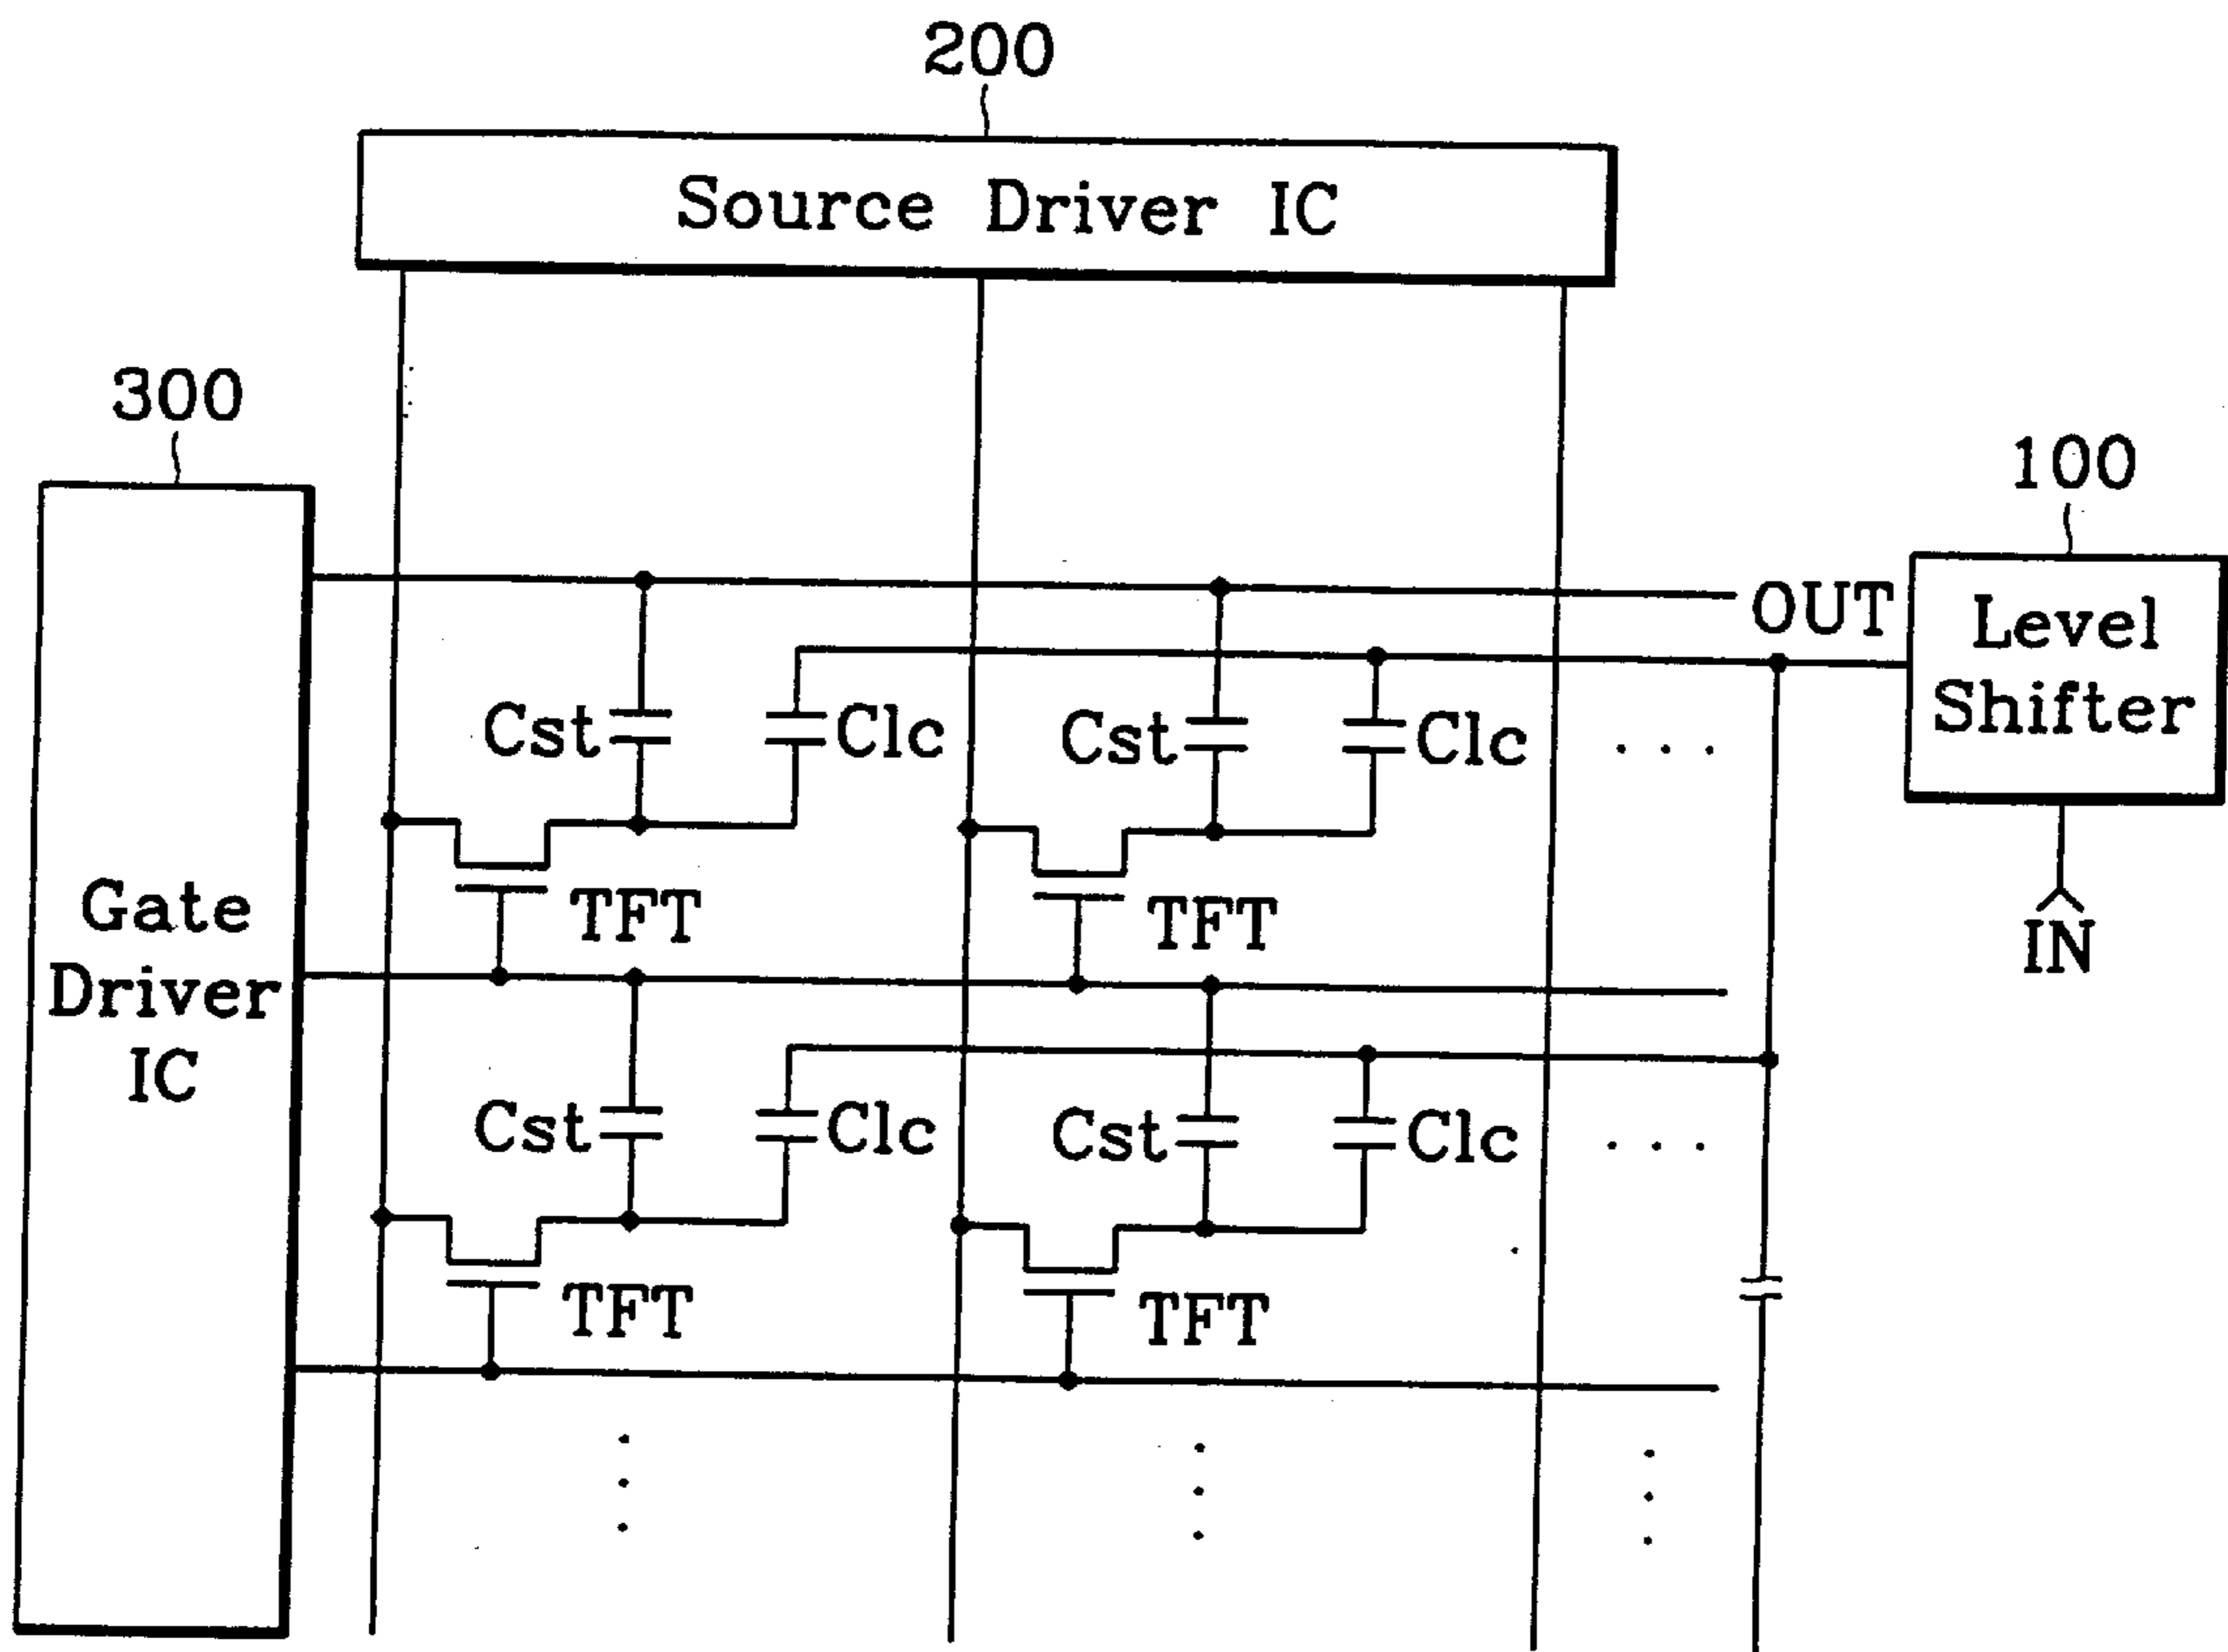 200
Source Driver IC
300
100
OUT
Level
Shifter
Cst
Clc
Cst
Clc
. . .
TFT
TFT
IN
Gate
Driver
IC
Cst
Clc
Cst
Clc
. . .
TFT
TFT